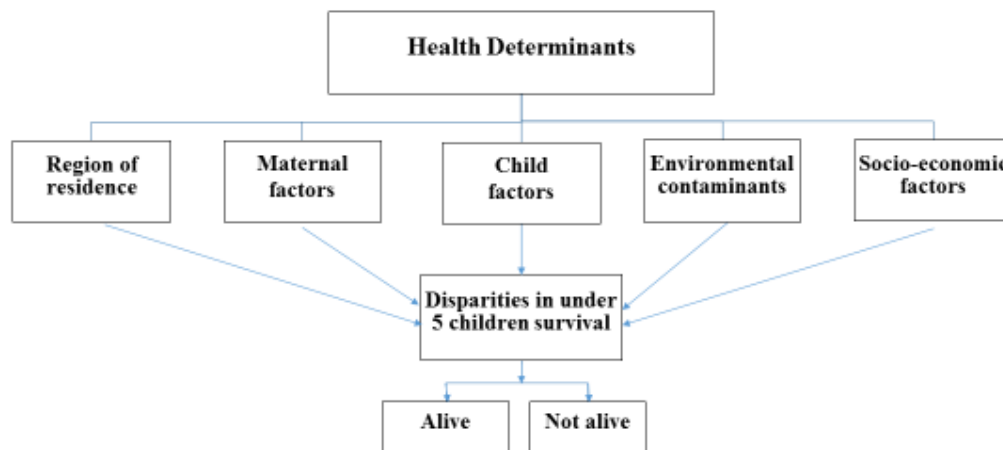 Health Determinants
Region of
residence
Maternal
factors
Child
factors
Environmental
contaminants
Socio-economic
factors
Disparities in under
5 children survival
Alive
Not alive